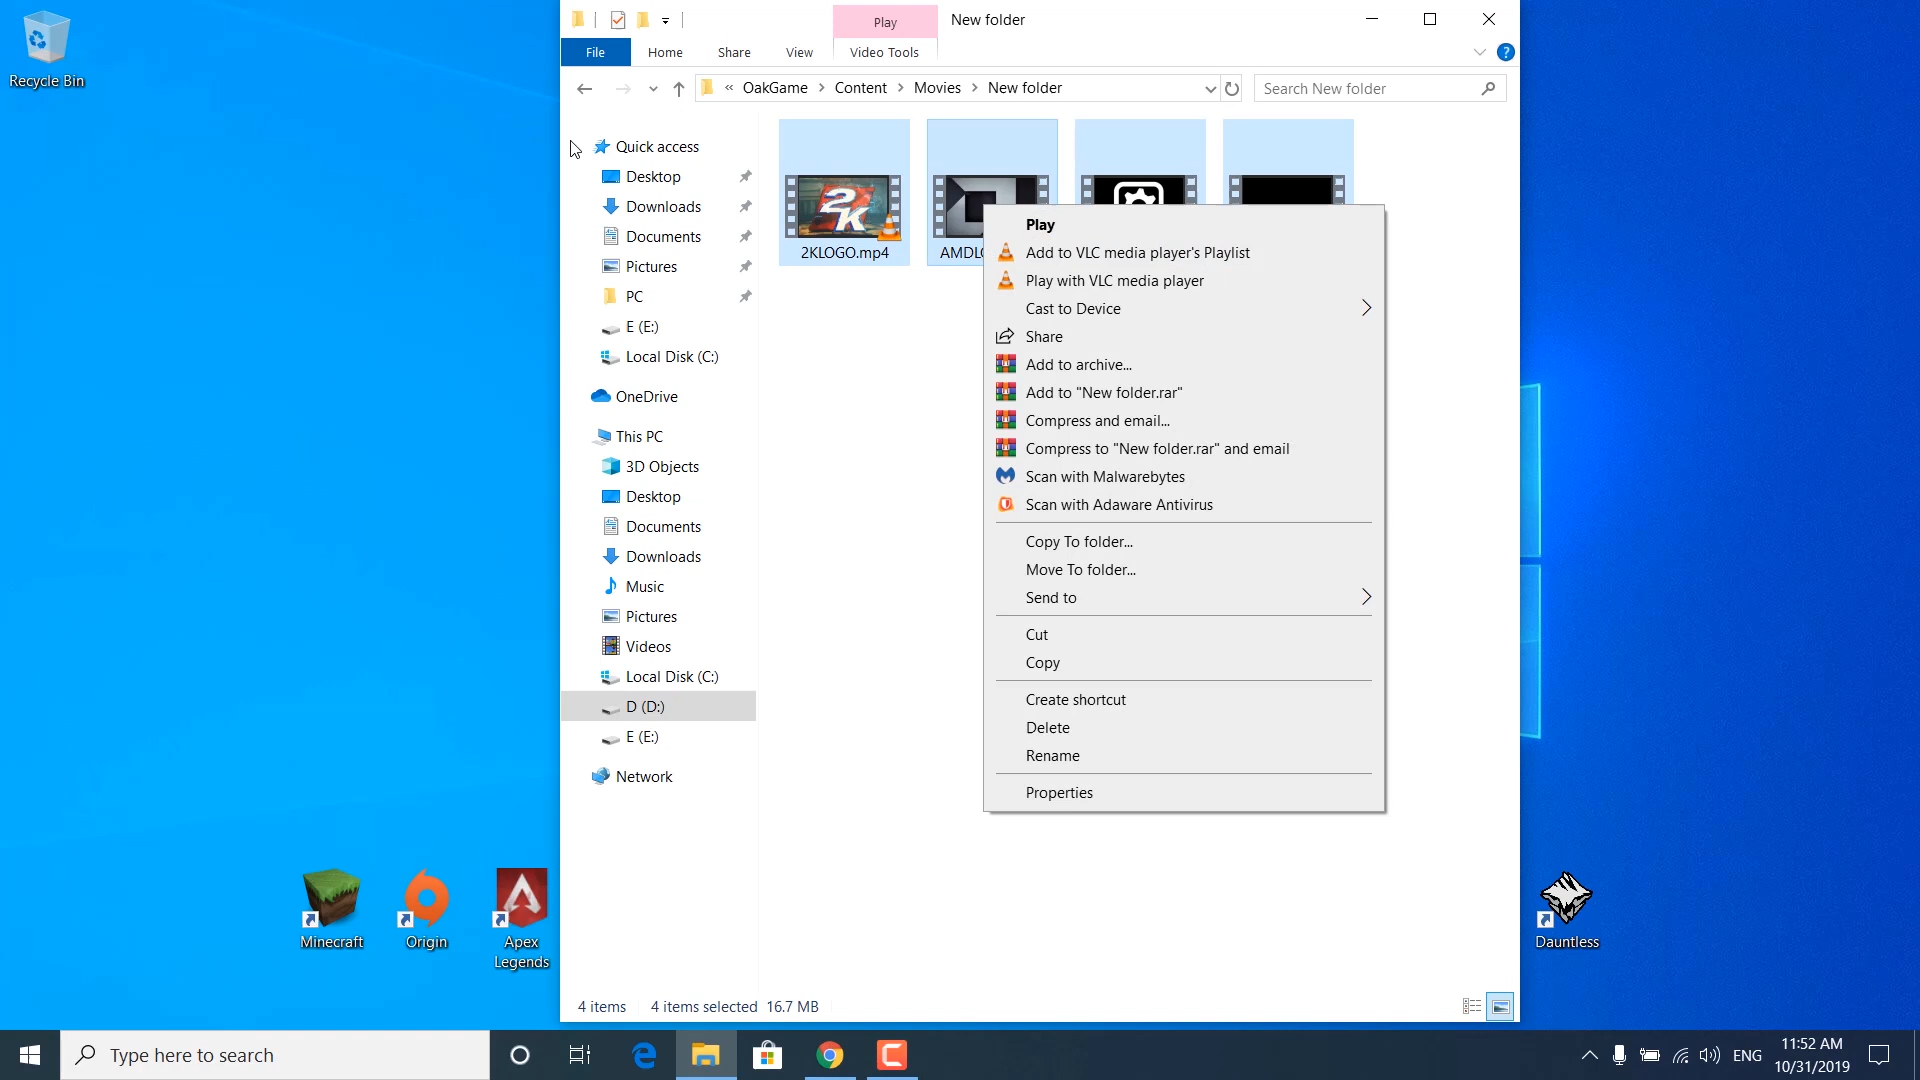 Recycle Bin
Play
New folder
File
Home
Share
View
Video Tools
?
« OakGame > Content > Movies > New folder
Search New folder
Quick access
Desktop
Downloads
Documents
Pictures
PC
E (E:)
Local Disk (C:)
OneDrive
This PC
3D Objects
Desktop
Documents
Downloads
Music
Pictures
Videos
Local Disk (C:)
D (D:)
E (E:)
Network
2K
2KLOGO.mp4
Play
Add to VLC media player's Playlist
Play with VLC media player
Cast to Device
Share
Add to archive...
Add to "New folder.rar"
Compress and email...
Compress to "New folder.rar" and email
Scan with Malwarebytes
Scan with Adaware Antivirus
Copy To folder...
Move To folder...
Send to
Cut
Copy
Create shortcut
Delete
Rename
Properties
Minecraft
Origin
Apex
Legends
Dauntless
4 items
4 items selected 16.7 MB
Type here to search
ENG
11:52 AM
10/31/2019